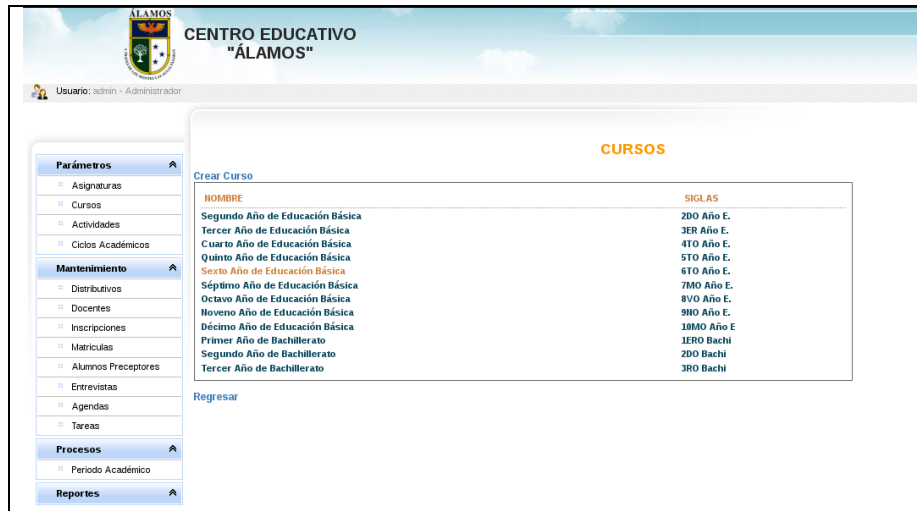 ÁLAMOS
CENTRO EDUCATIVO
"ÁLAMOS"
Usuario: admin - Administrador
CURSOS
Parámetros
Asignaturas
Cursos
Actividades
Ciclos Académicos
Mantenimiento
Distributivos
Docentes
Inscripciones
Matriculas
Alumnos Preceptores
Entrevistas
Agendas
Tareas
Procesos
Periodo Académico
Reportes
Crear Curso
NOMBRE SIGLAS
Segundo Año de Educación Básica 2DO Año E.
Tercer Año de Educación Básica 3ER Año E.
Cuarto Año de Educación Básica 4TO Año E.
Quinto Año de Educación Básica 5TO Año E.
Sexto Año de Educación Básica 6TO Año E.
Séptimo Año de Educación Básica 7MO Año E.
Octavo Año de Educación Básica 8VO Año E.
Noveno Año de Educación Básica 9NO Año E.
Décimo Año de Educación Básica 10MO Año E
Primer Año de Bachillerato 1ERO Bachi
Segundo Año de Bachillerato 2DO Bachi
Tercer Año de Bachillerato 3RO Bachi
Regresar